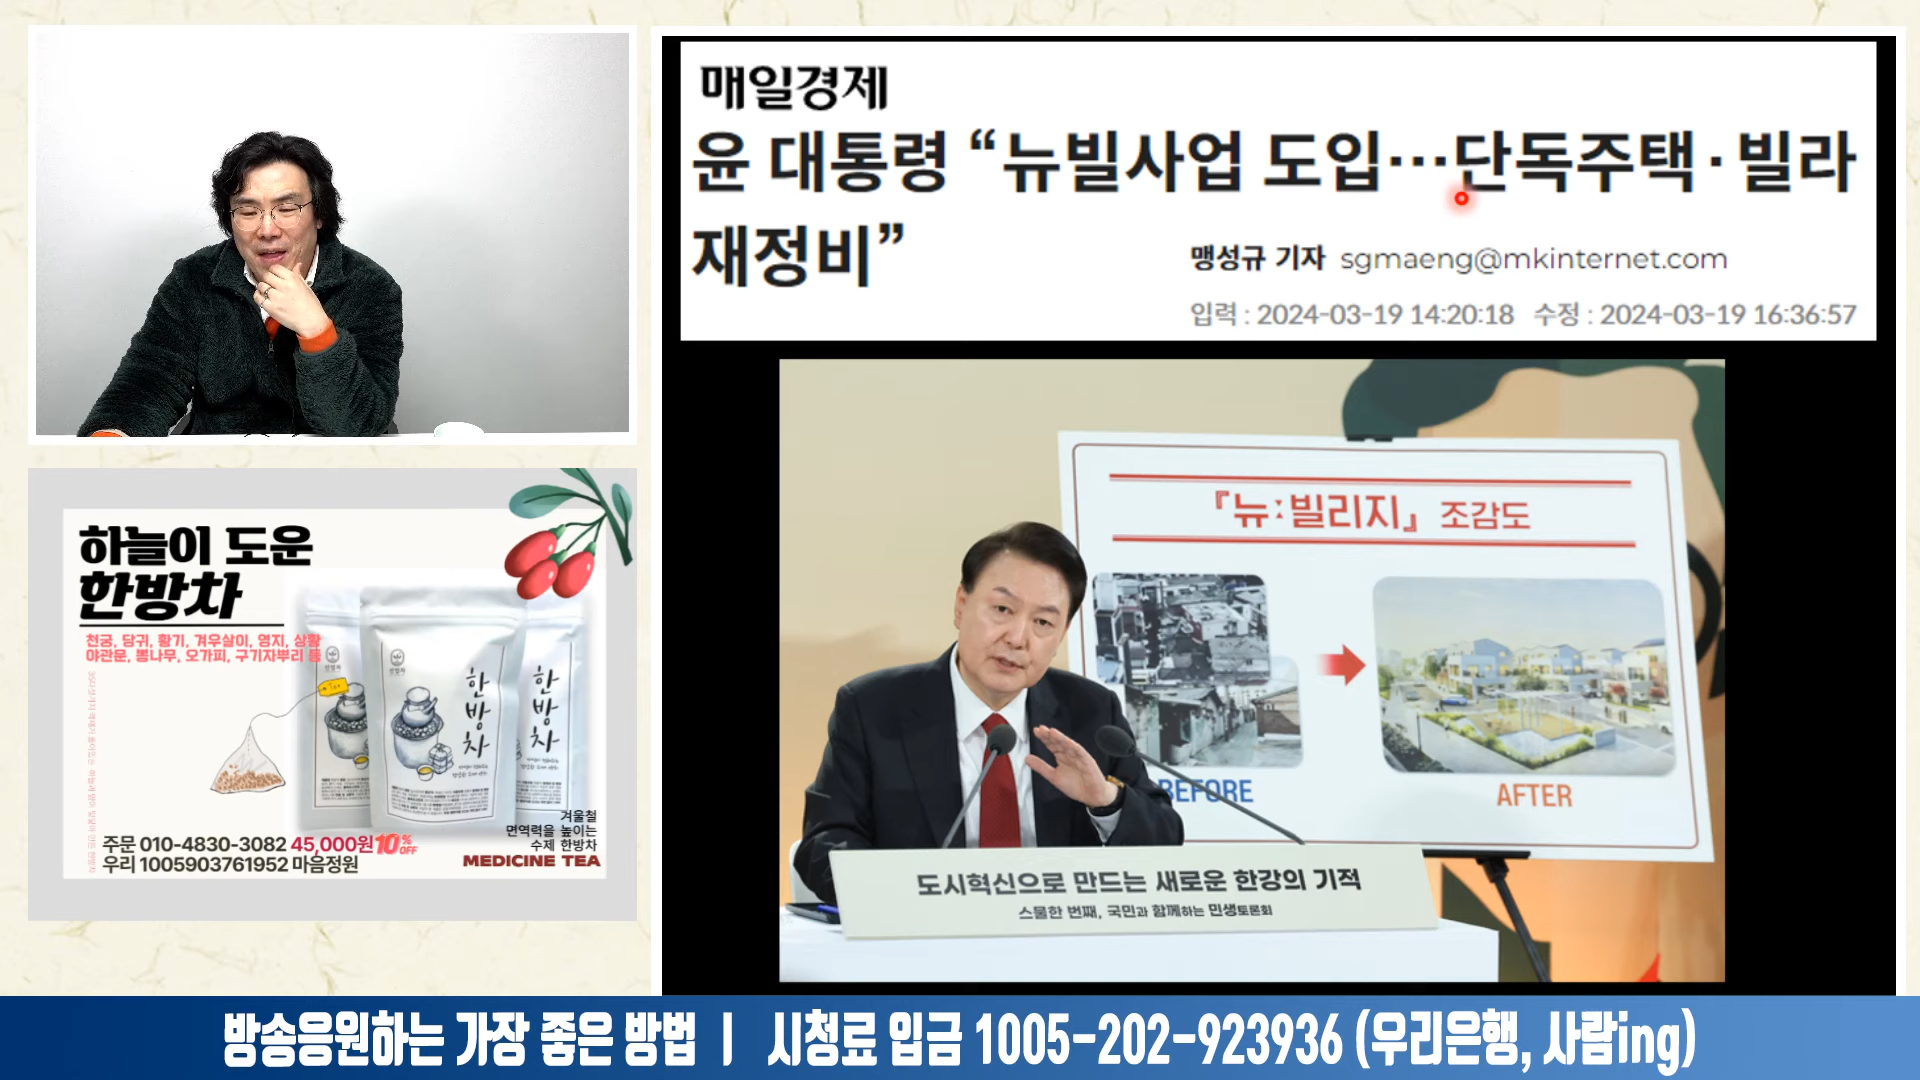 매일경제
윤 대통령 “뉴빌사업 도입…단독주택·빌라
재정비”
맹성규 기자 sgmaeng@mkinternet.com
입력 : 2024-03-19 14:20:18 수정 : 2024-03-19 16:36:57
『뉴:빌리지』 조감도
BEFORE
AFTER
도시혁신으로 만드는 새로운 한강의 기적
스물한 번째, 국민과 함께하는 민생토론회
하늘이 도운
한방차
천궁, 당귀, 황기, 겨우살이, 영지, 상황
야관문, 뽕나무, 오가피, 구기자뿌리 등
한방차
한방차
겨울철
면역력을 높이는
수제 한방차
MEDICINE TEA
주문 010-4830-3082 45,000원 10% OFF
우리 1005903761952 마음정원
방송응원하는 가장 좋은 방법 | 시청료 입금 1005-202-923936 (우리은행, 사람ing)